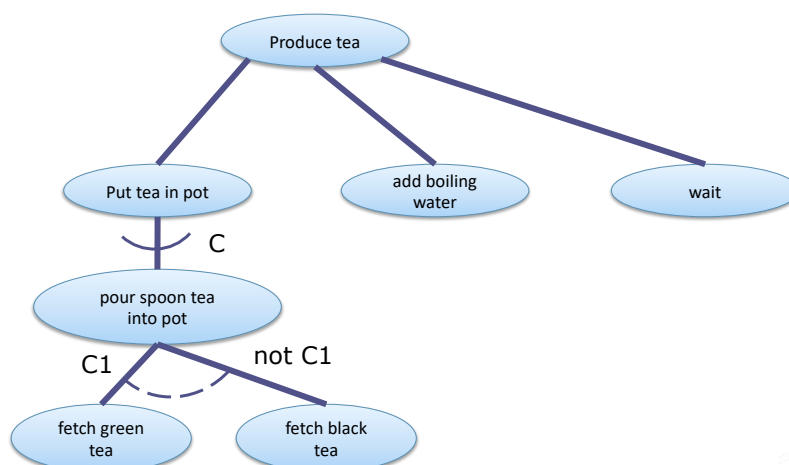 Produce tea
Put tea in pot
add boiling
water
wait
C
pour spoon tea
into pot
C1
not C1
fetch green
tea
fetch black
tea